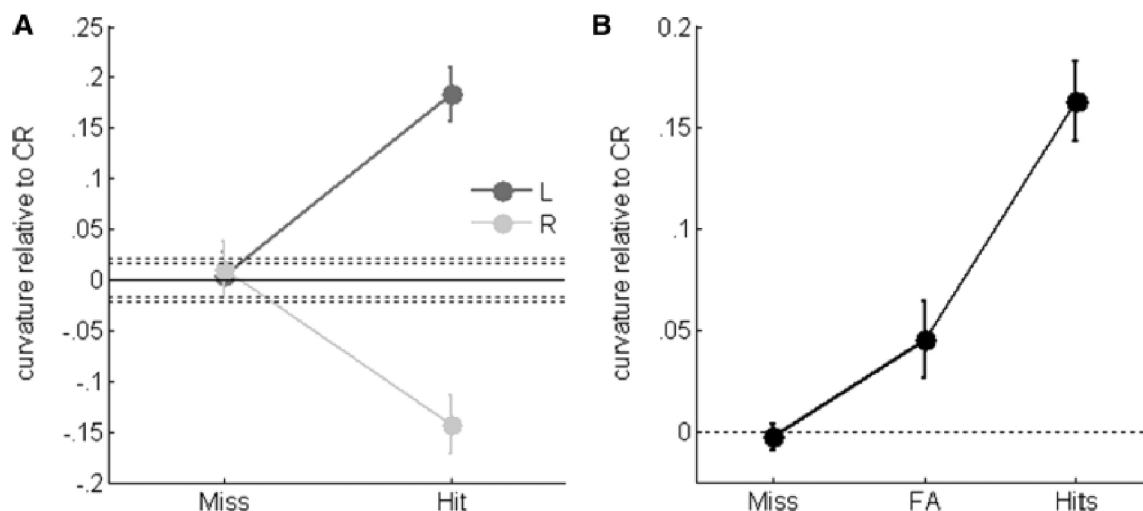 A
.25
.2
.15
.1
.05
0
-.05
-.1
-.15
-.2
curvature relative to CR
L
R
Miss
Hit
B
0.2
.15
.1
.05
0
curvature relative to CR
Miss
FA
Hits